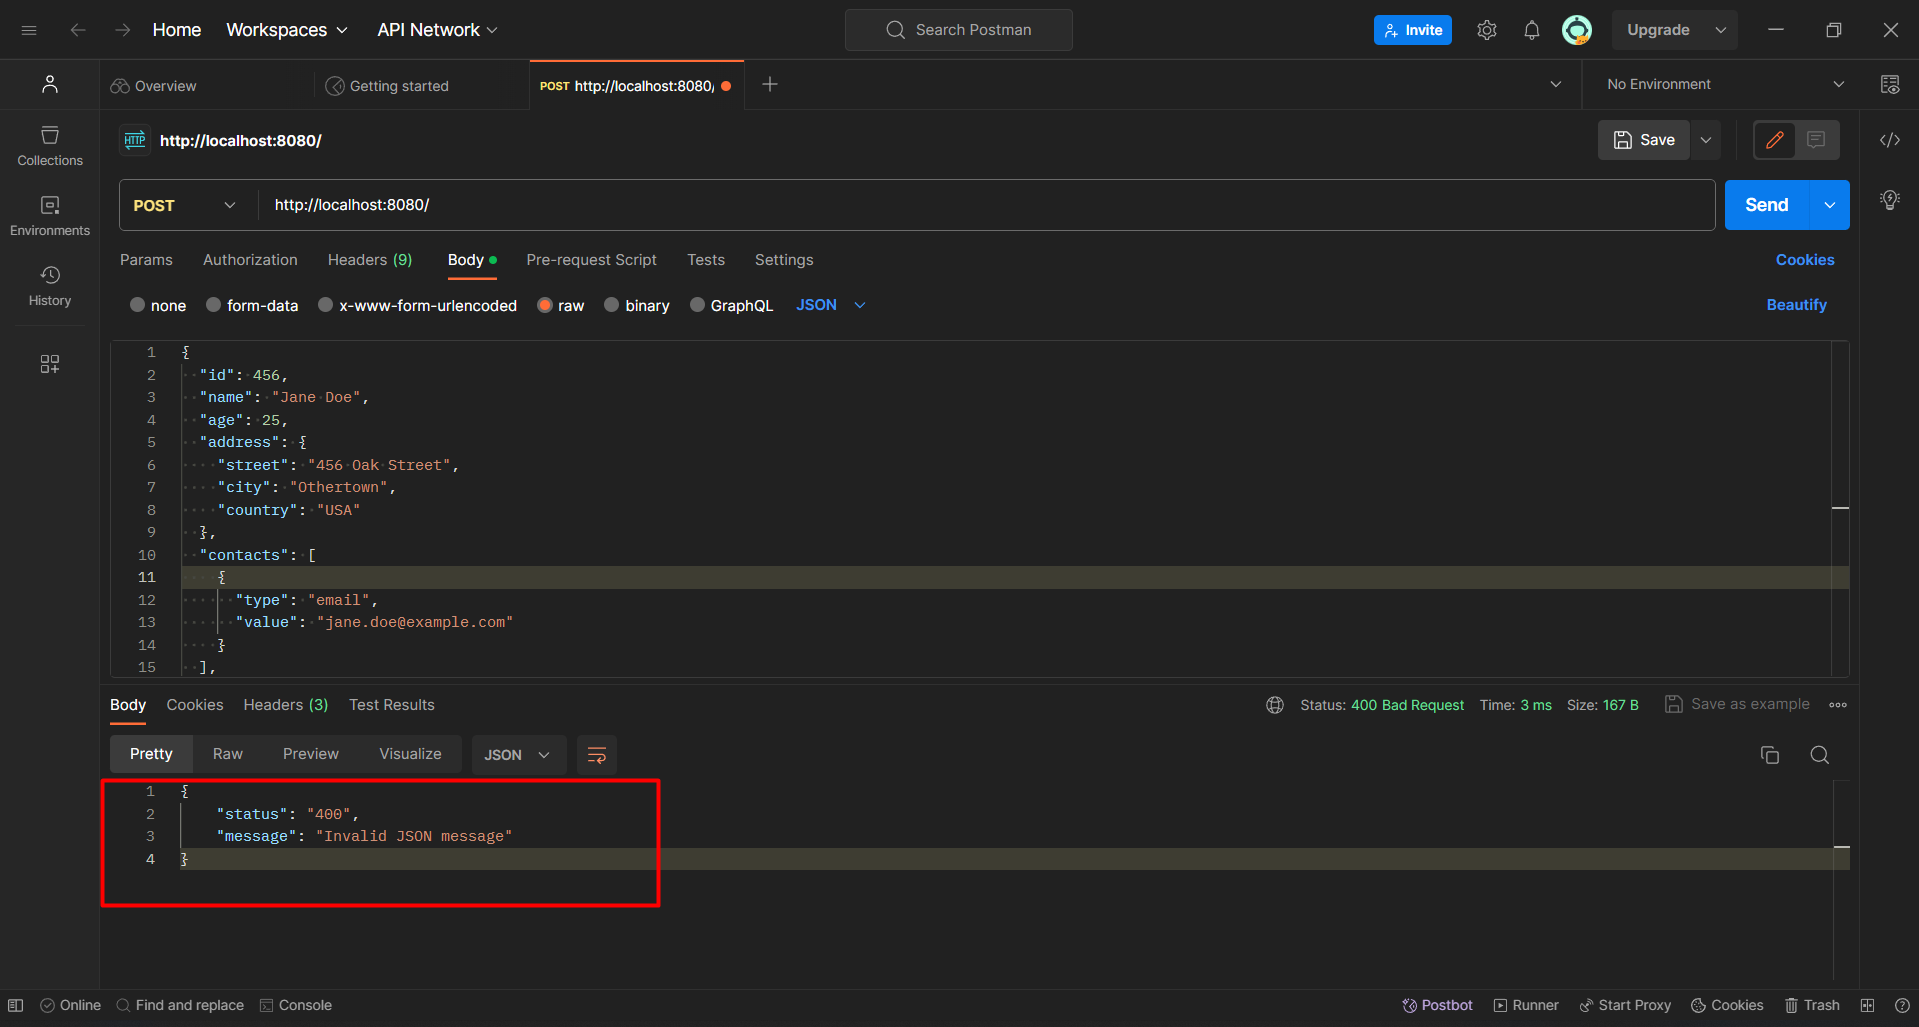 Home Workspaces API Network Search Postman Invite Upgrade
Overview Getting started POST http://localhost:8080/ No Environment
HTTP http://localhost:8080/ Save
Collections
Environments
History
POST http://localhost:8080/ Send
Params Authorization Headers (9) Body Pre-request Script Tests Settings Cookies
none form-data x-www-form-urlencoded raw binary GraphQL JSON Beautify
1 {
2 "id": 456,
3 "name": "Jane Doe",
4 "age": 25,
5 "address": {
6 "street": "456 Oak Street",
7 "city": "Othertown",
8 "country": "USA"
9 },
10 "contacts": [
11 {
12 "type": "email",
13 "value": "jane.doe@example.com"
14 }
15 ],
Body Cookies Headers (3) Test Results Status: 400 Bad Request Time: 3 ms Size: 167 B Save as example
Pretty Raw Preview Visualize JSON
1 {
2 "status": "400",
3 "message": "Invalid JSON message"
4 }
Online Find and replace Console Postbot Runner Start Proxy Cookies Trash